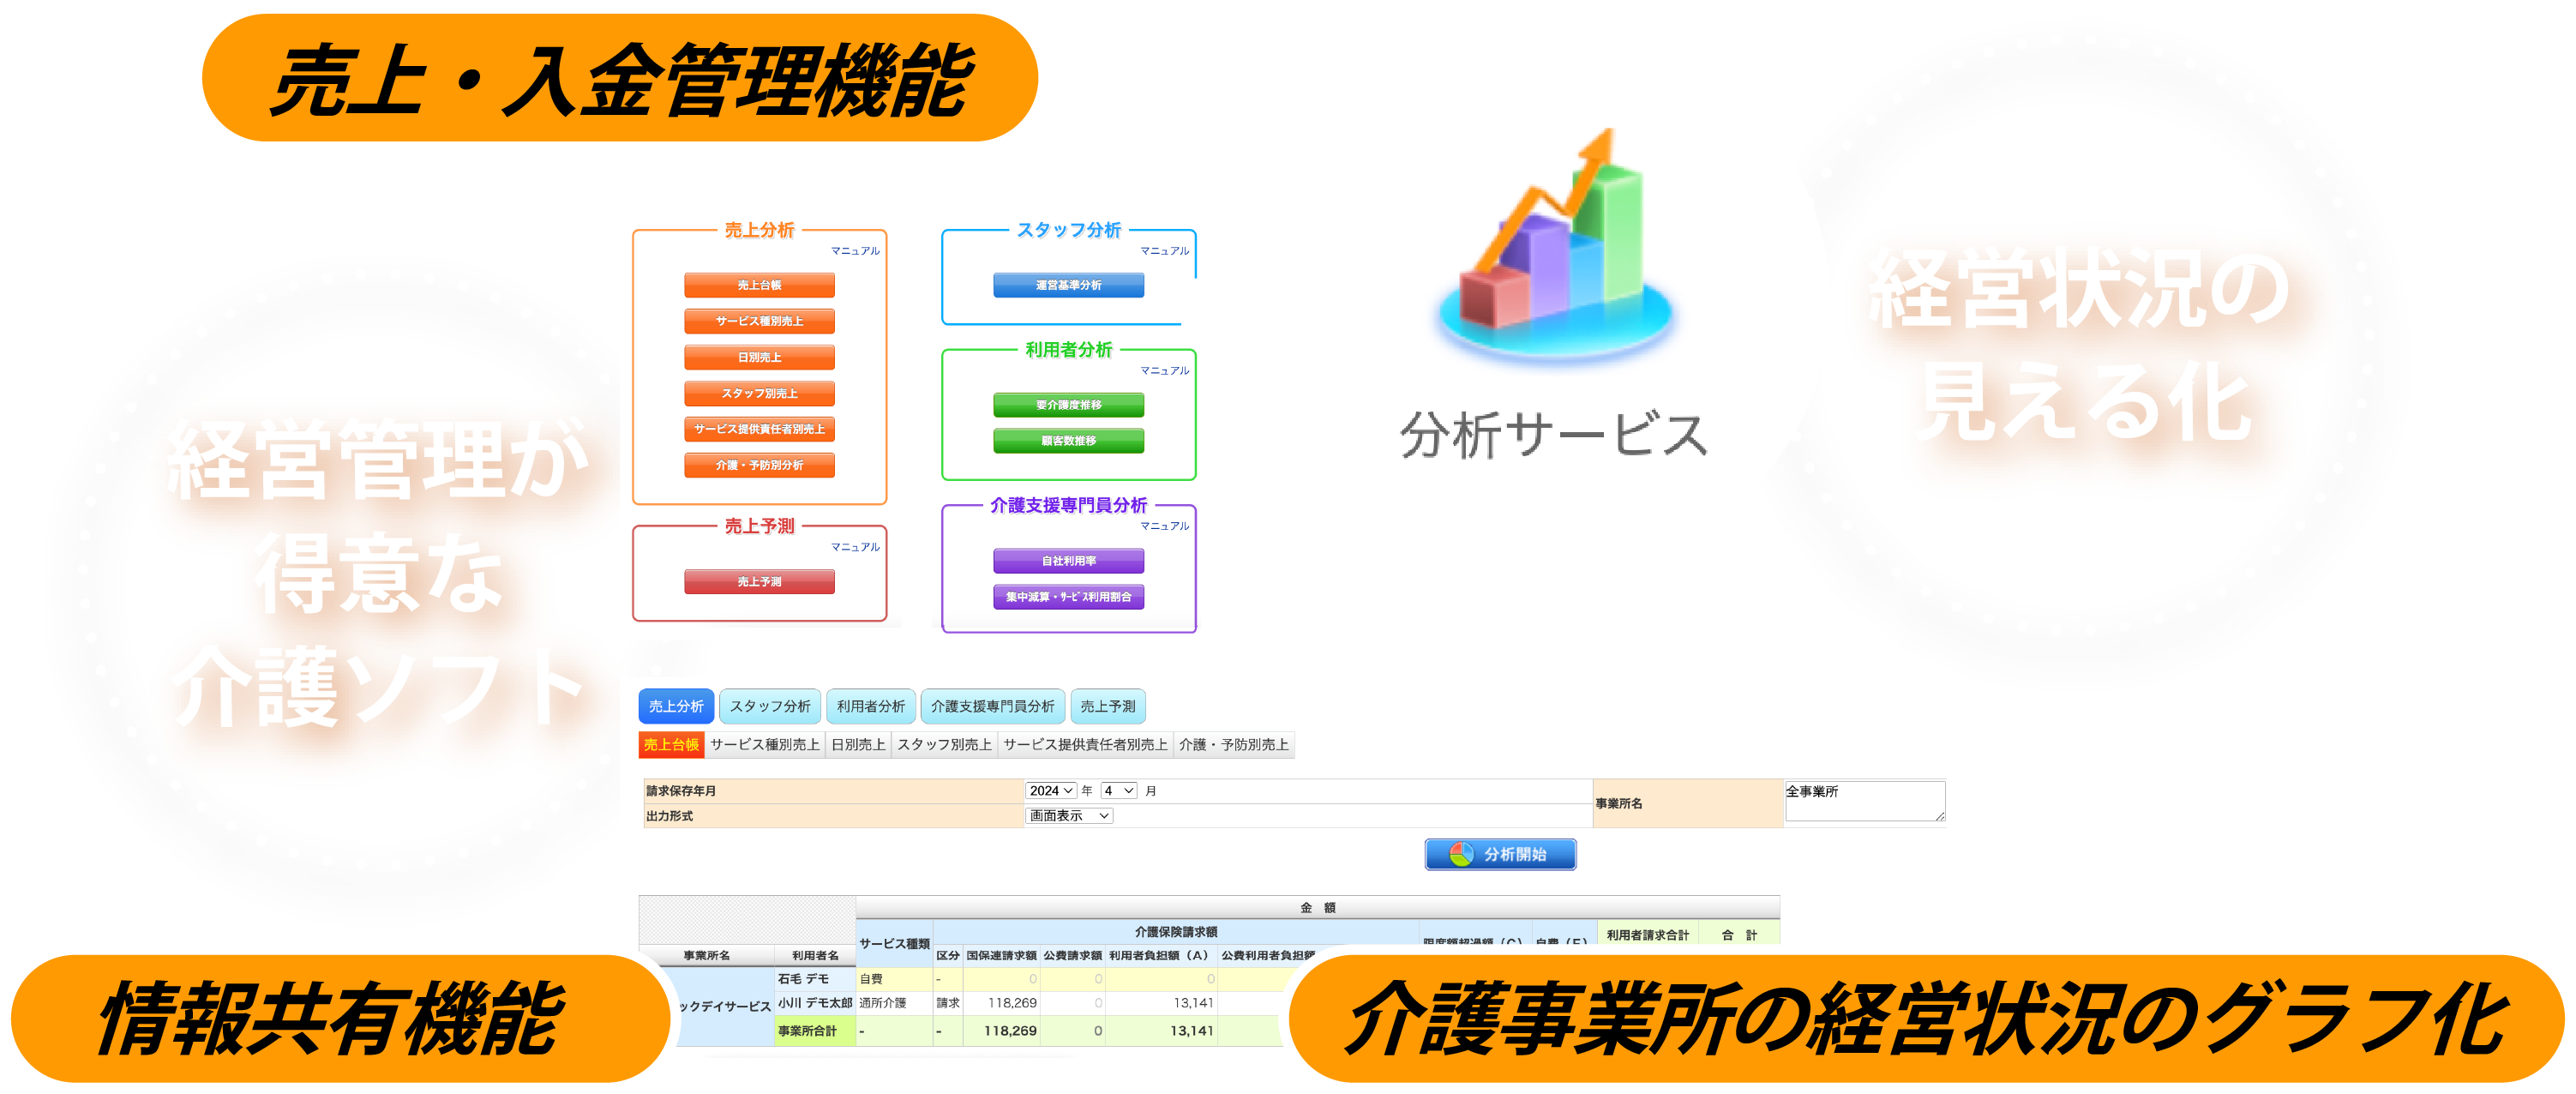 売上・入金管理機能
経営管理が
得意な
介護ソフト
売上分析
マニュアル
売上台帳
サービス種別売上
日別売上
スタッフ別売上
サービス提供責任者別売上
介護・予防別分析
売上予測
マニュアル
売上予測
スタッフ分析
マニュアル
運営基準分析
利用者分析
マニュアル
要介護度推移
顧客数推移
介護支援専門員分析
マニュアル
自社利用率
集中減算・ｻｰﾋﾞｽ利用割合
分析サービス
経営状況の
見える化
売上分析 スタッフ分析 利用者分析 介護支援専門員分析 売上予測
売上台帳 サービス種別売上 日別売上 スタッフ別売上 サービス提供責任者別売上 介護・予防別売上
請求保存年月 2024 年 4 月 事業所名 全事業所
出力形式 画面表示
分析開始
金 額
サービス種類 介護保険請求額 限度額超過額（C） 自費（E） 利用者請求合計 合 計
事業所名 利用者名 区分 国保連請求額 公費請求額 利用者負担額（A） 公費利用者負担額
ックデイサービス 石毛 デモ 自費 - 0 0 0
小川 デモ太郎 通所介護 請求 118,269 0 13,141
事業所合計 - - 118,269 0 13,141
情報共有機能
介護事業所の経営状況のグラフ化